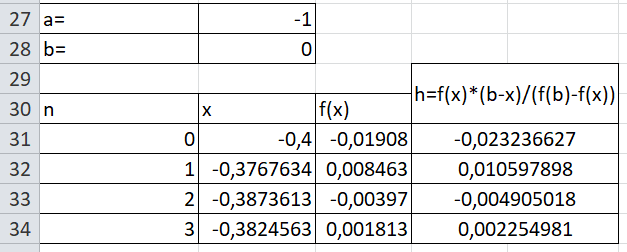 27 a= -1
28 b= 0
29
h=f(x)*(b-x)/(f(b)-f(x))
30 n x f(x)
31 0 -0,4 -0,01908 -0,023236627
32 1 -0,3767634 0,008463 0,010597898
33 2 -0,3873613 -0,00397 -0,004905018
34 3 -0,3824563 0,001813 0,002254981